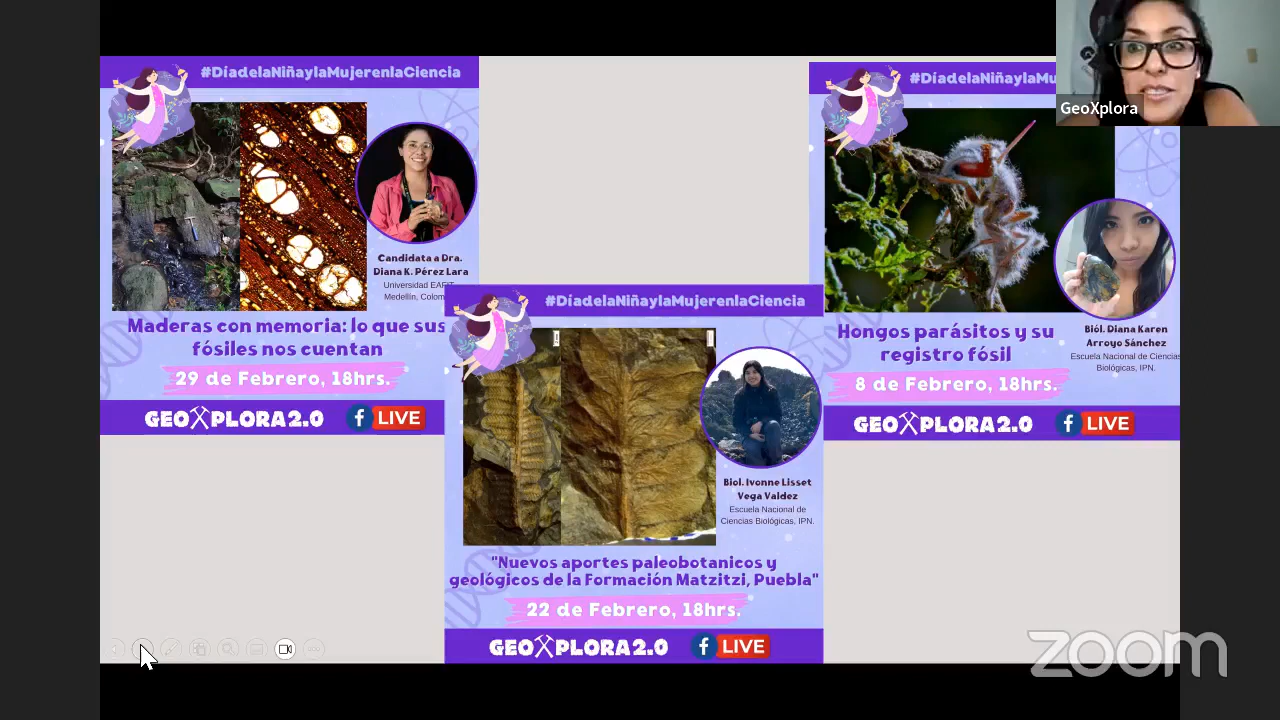 #DíadelaNiñaylaMujerenlaCiencia
Candidata a Dra.
Diana K. Pérez Lara
Universidad EAFIT
Medellín, Colom
Maderas con memoria: lo que sus
fósiles nos cuentan
29 de Febrero, 18hrs.
GEOXPLORA2.0
LIVE
#DíadelaNiñaylaMujerenlaCiencia
Biol. Ivonne Lisset
Vega Valdez
Escuela Nacional de
Ciencias Biológicas, IPN.
"Nuevos aportes paleobotanicos y
geológicos de la Formación Matzitzi, Puebla"
22 de Febrero, 18hrs.
GEOXPLORA2.0
LIVE
#DíadelaNiñaylaMu
GeoXplora
Biól. Diana Karen
Arroyo Sánchez
Escuela Nacional de Ciencias
Biológicas, IPN.
Hongos parásitos y su
registro fósil
8 de Febrero, 18hrs.
GEOXPLORA2.0
LIVE
zoom